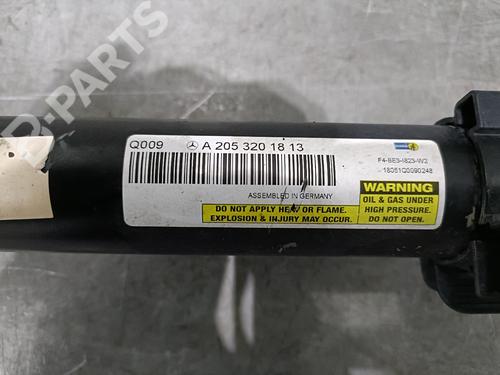 B-PARTS
Q009 A 205 320 18 13
F4-BE3-I823-W2
18051Q0090248
ASSEMBLED IN GERMANY
DO NOT APPLY HEAT OR FLAME.
EXPLOSION & INJURY MAY OCCUR.
WARNING
OIL & GAS UNDER
HIGH PRESSURE.
DO NOT OPEN.